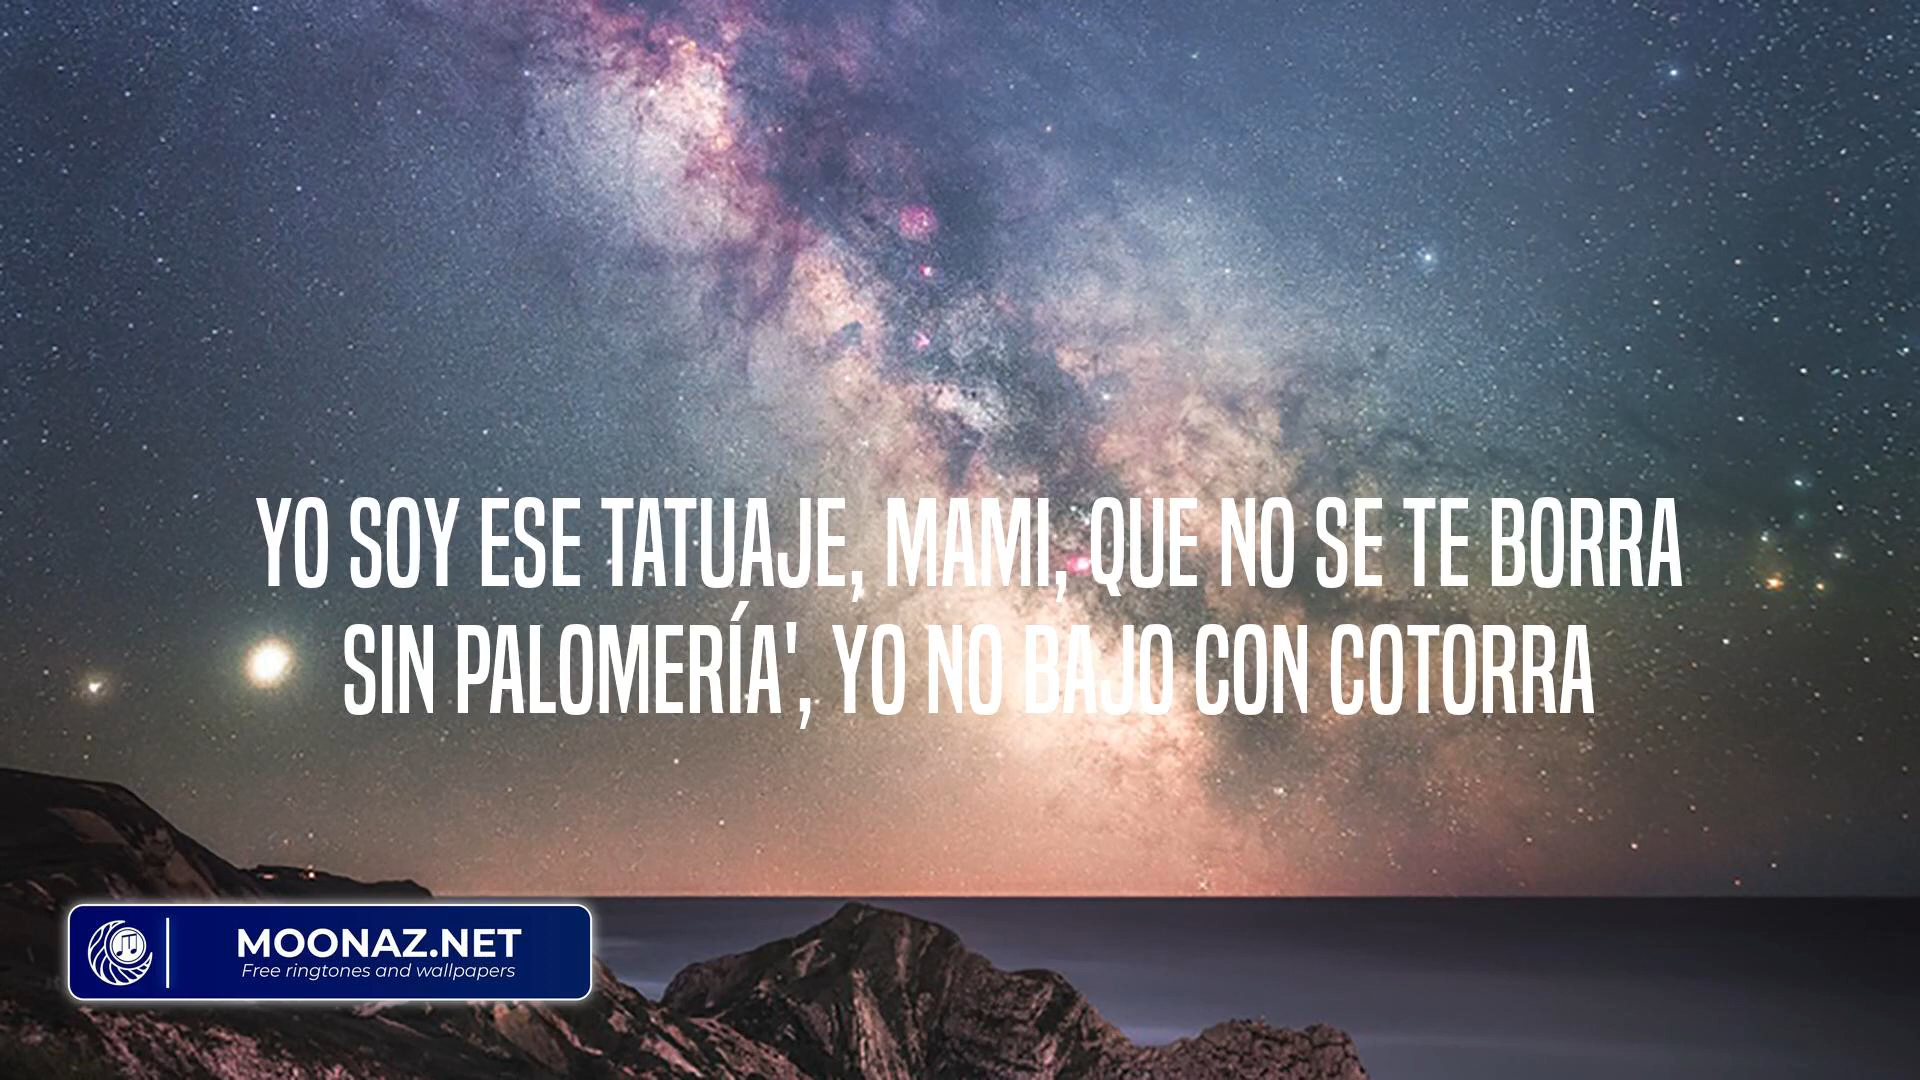 YO SOY ESE TATUAJE, MAMI, QUE NO SE TE BORRA
SIN PALOMERÍA', YO NO BAJO CON COTORRA
MOONAZ.NET
Free ringtones and wallpapers